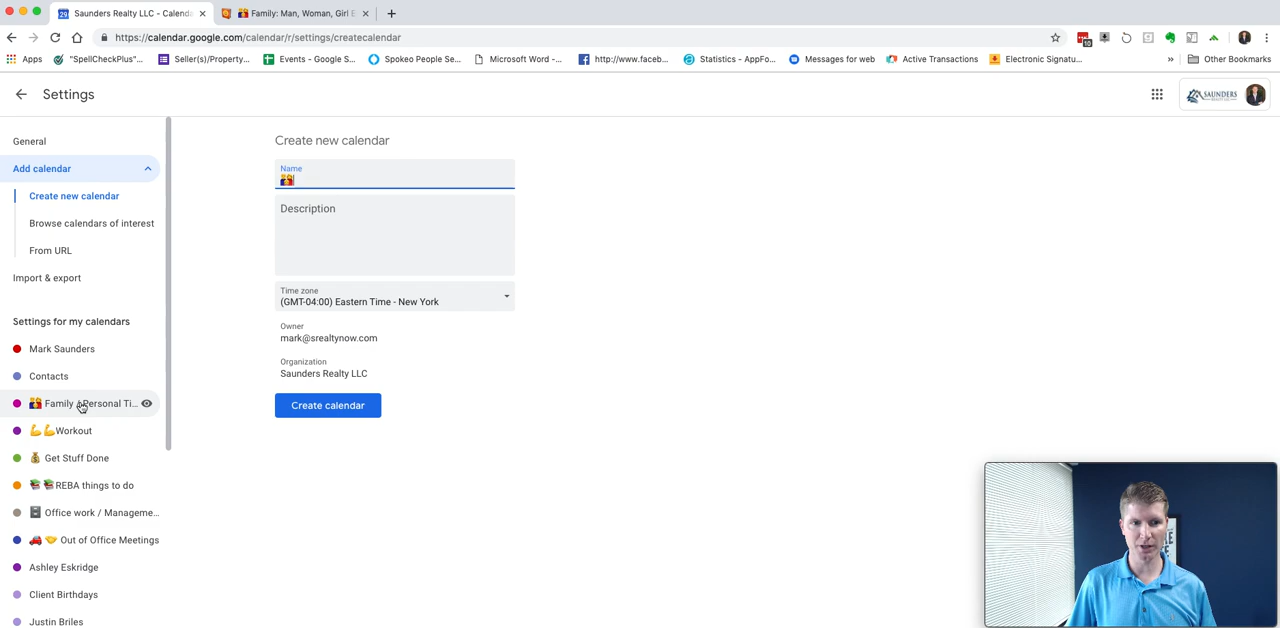 Saunders Realty LLC - Calenda
Family: Man, Woman, Girl E
https://calendar.google.com/calendar/r/settings/createcalendar
10
Apps
"SpellCheckPlus"...
Seller(s)/Property...
Events - Google S...
Spokeo People Se...
Microsoft Word -...
http://www.faceb...
Statistics - AppFo...
Messages for web
Active Transactions
Electronic Signatu...
»
Other Bookmarks
Settings
SAUNDERS
General
Add calendar
Create new calendar
Browse calendars of interest
From URL
Import & export
Settings for my calendars
Mark Saunders
Contacts
👨‍👩‍👧 Family / Personal Ti...
💪💪Workout
💰 Get Stuff Done
📚📚REBA things to do
🗄️ Office work / Manageme...
🚗 🤝 Out of Office Meetings
Ashley Eskridge
Client Birthdays
Justin Briles
Create new calendar
Name
👨‍👩‍👧
Description
Time zone
(GMT-04:00) Eastern Time - New York
Owner
mark@srealtynow.com
Organization
Saunders Realty LLC
Create calendar